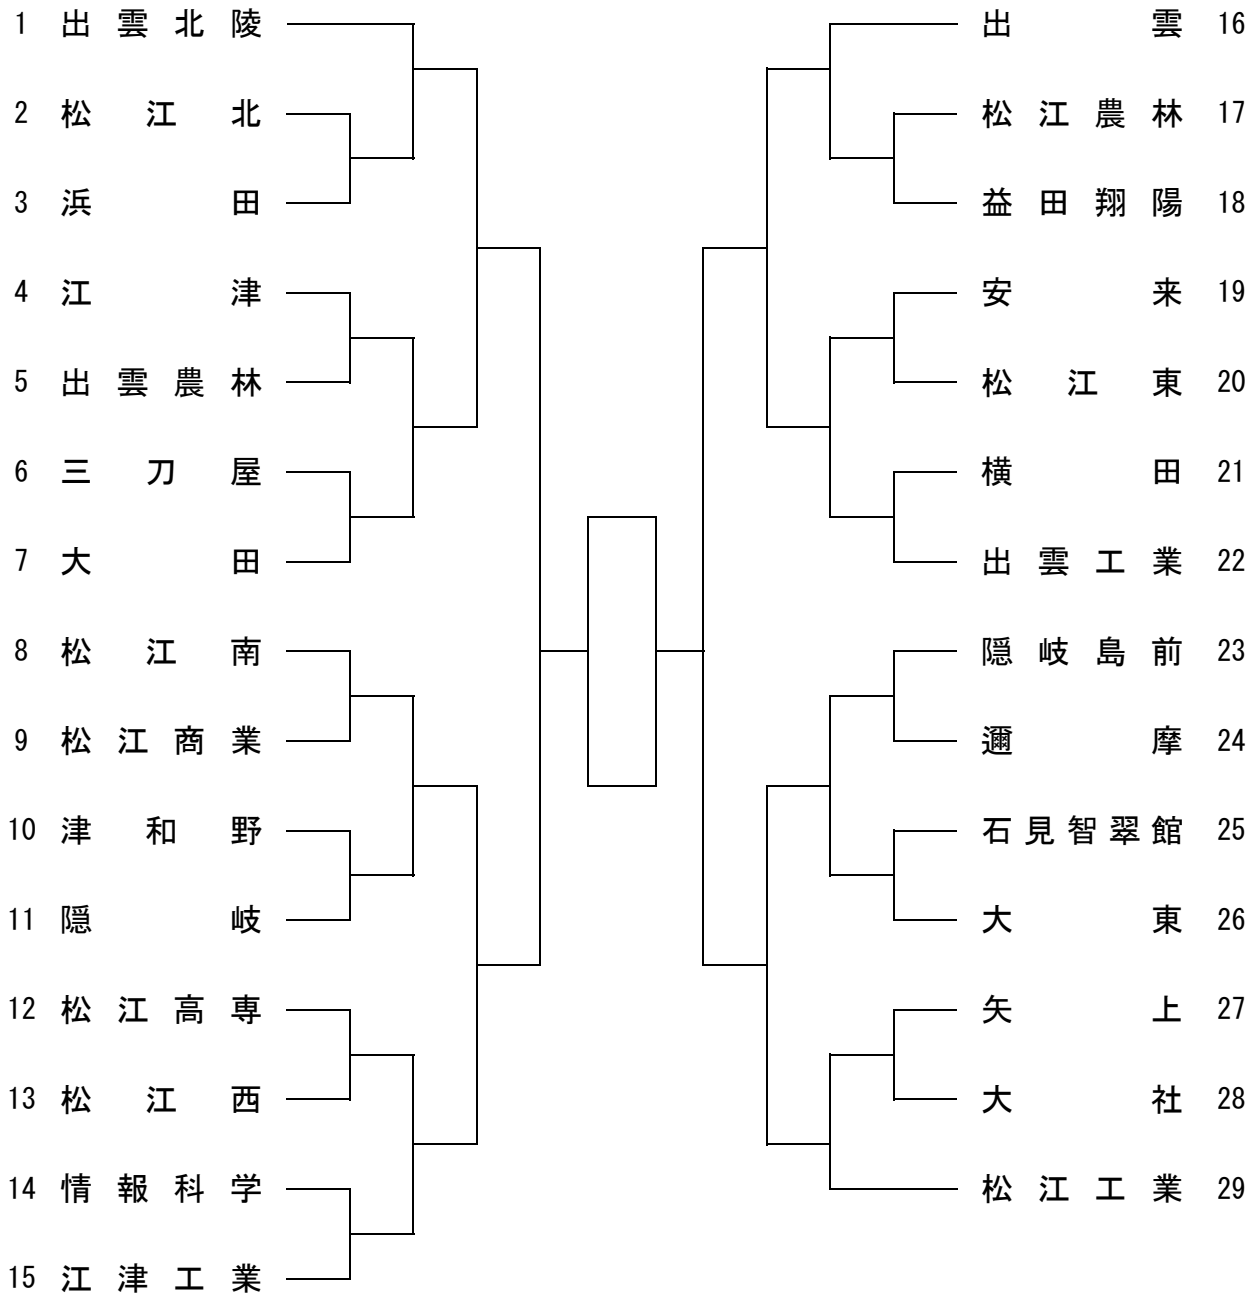 1 出雲北陵
2 松江北
3 浜田
4 江津
5 出雲農林
6 三刀屋
7 大田
8 松江南
9 松江商業
10 津和野
11 隠岐
12 松江高専
13 松江西
14 情報科学
15 江津工業
出雲 16
松江農林 17
益田翔陽 18
安来 19
松江東 20
横田 21
出雲工業 22
隠岐島前 23
邇摩 24
石見智翠館 25
大東 26
矢上 27
大社 28
松江工業 29